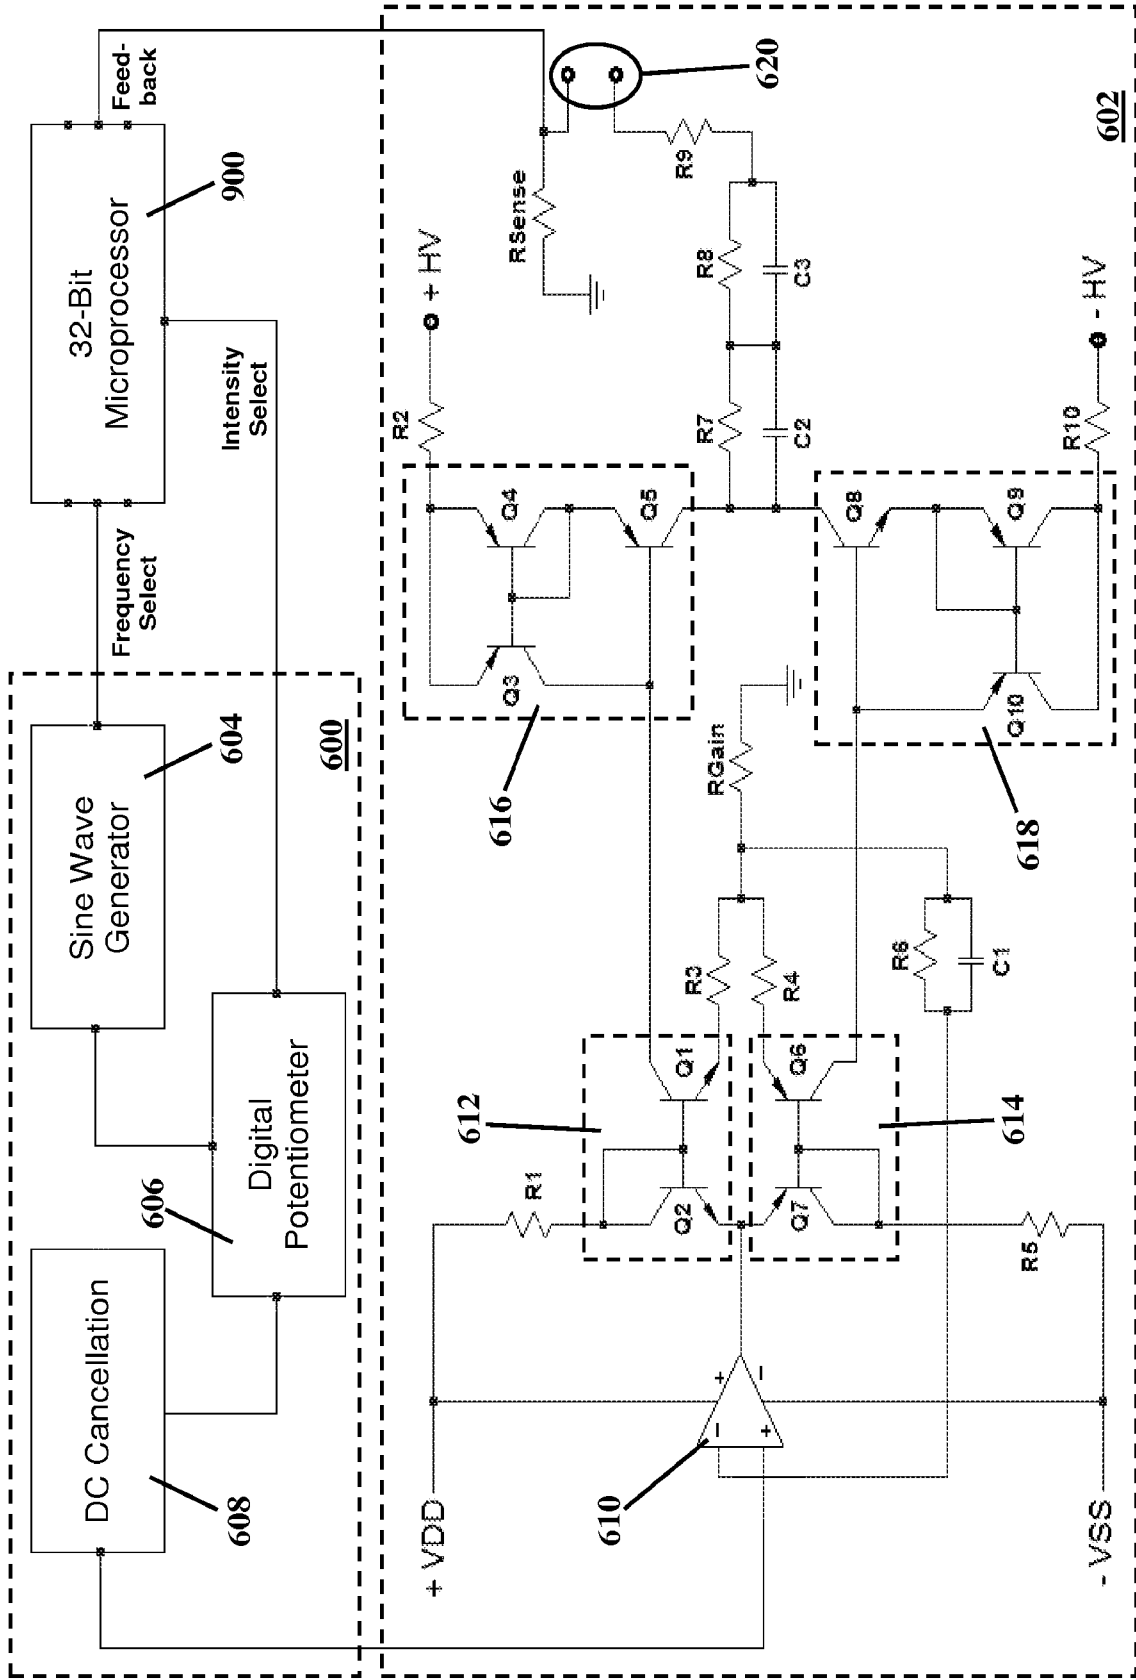 Feed-
back
32-Bit
Microprocessor
900
Intensity
Select
Frequency
Select
Sine Wave
Generator
604
600
Digital
Potentiometer
606
DC Cancellation
608
602
620
R9
RSense
R8
C3
+ HV
R2
R7
C2
- HV
R10
Q4
Q5
Q3
616
Q8
Q9
Q10
618
RGain
R3
R4
R6
C1
612
Q1
Q2
Q6
Q7
614
R1
R5
+
-
-
+
610
+ VDD
- VSS